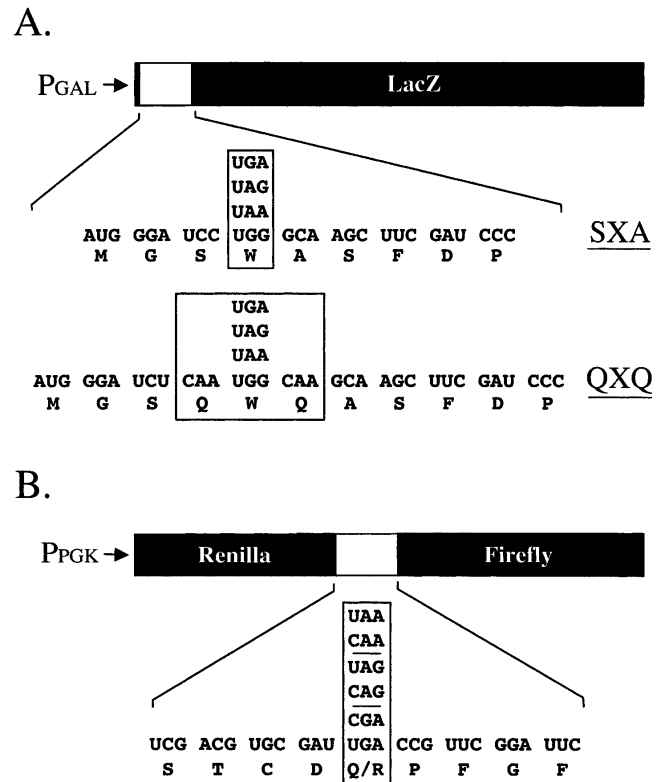 A.
PGAL LacZ
UGA
UAG
UAA
AUG GGA UCC UGG GCA AGC UUC GAU CCC SXA
M G S W A S F D P
UGA
UAG
UAA
AUG GGA UCU CAA UGG CAA GCA AGC UUC GAU CCC QXQ
M G S Q W Q A S F D P
B.
PPGK Renilla Firefly
UAA
CAA
UAG
CAG
CGA
UCG ACG UGC GAU UGA CCG UUC GGA UUC
S T C D Q/R P F G F